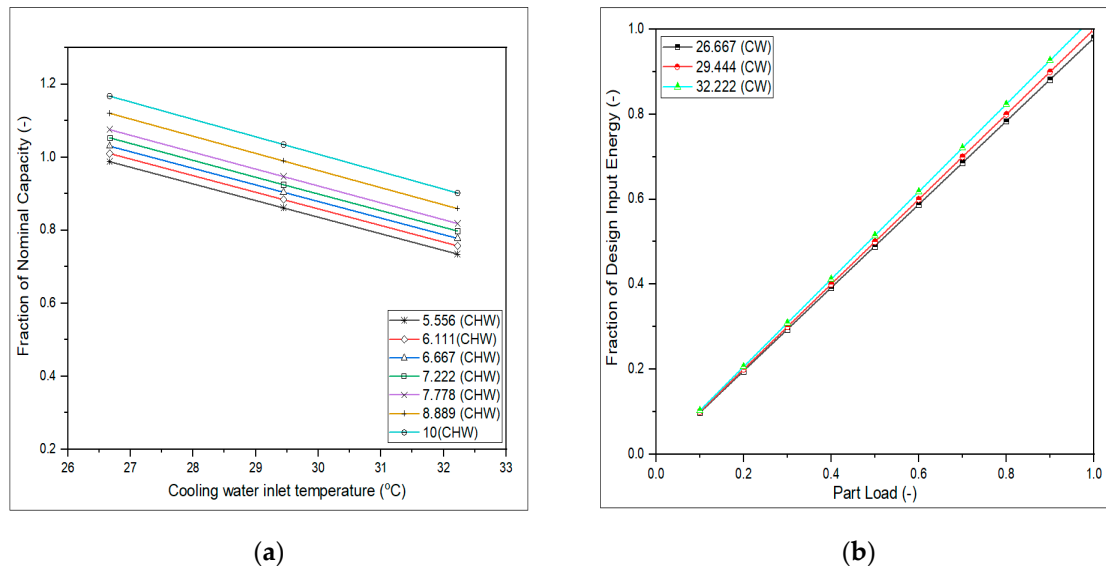 Fraction of Nominal Capacity (-)
1.2
1.0
0.8
0.6
0.4
0.2
26 27 28 29 30 31 32 33
Cooling water inlet temperature (°C)
5.556 (CHW)
6.111(CHW)
6.667 (CHW)
7.222 (CHW)
7.778 (CHW)
8.889 (CHW)
10(CHW)
(a)
Fraction of Design Input Energy (-)
1.0
0.8
0.6
0.4
0.2
0.0
0.0 0.2 0.4 0.6 0.8 1.0
Part Load (-)
26.667 (CW)
29.444 (CW)
32.222 (CW)
(b)